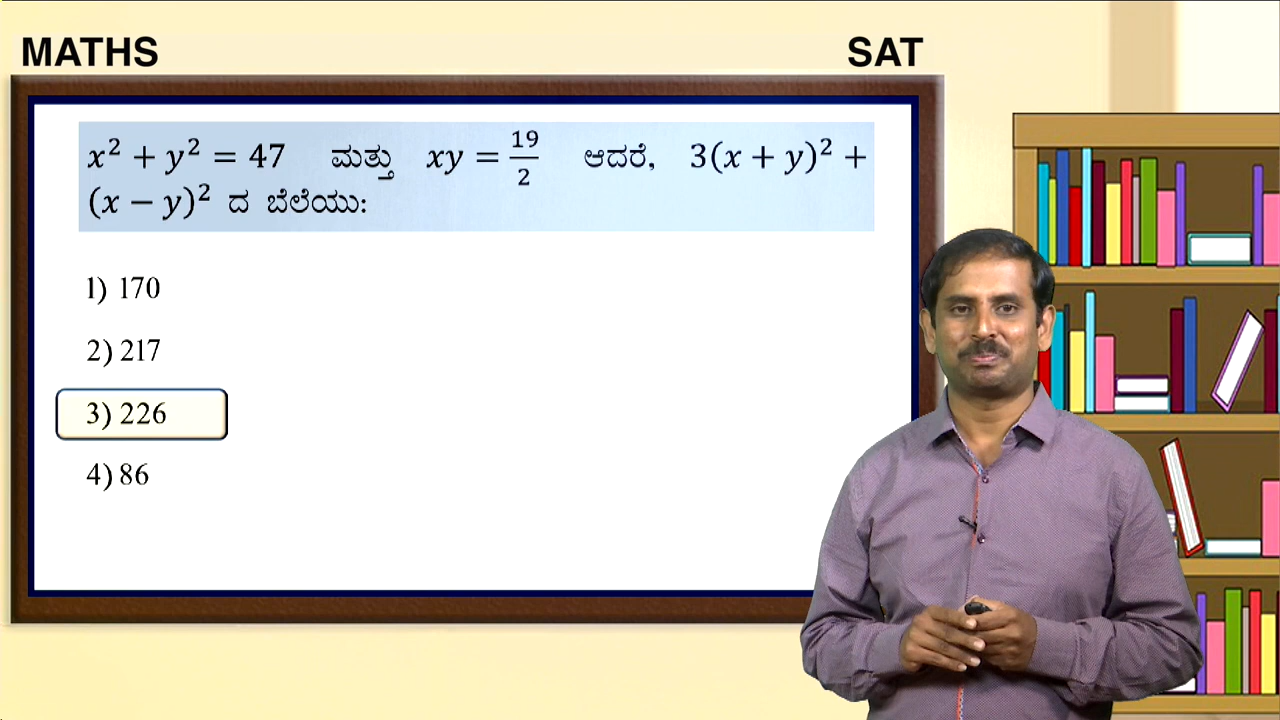 MATHS
SAT
x² + y² = 47 ಮತ್ತು xy = 19/2 ಆದರೆ, 3(x + y)² +
(x − y)² ದ ಬೆಲೆಯು:
1) 170
2) 217
3) 226
4) 86